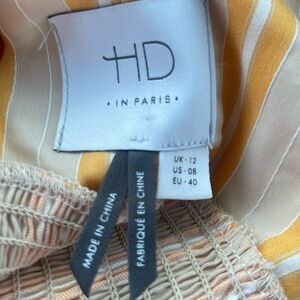 HD
• IN PARIS •
UK • 12
US • 08
EU • 40
MADE IN CHINA
FABRIQUÉ EN CHINE